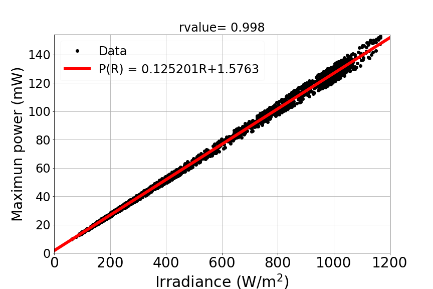 rvalue= 0.998
Data
P(R) = 0.125201R+1.5763
Maximun power (mW)
140
120
100
80
60
40
20
0
0 200 400 600 800 1000 1200
Irradiance (W/m²)